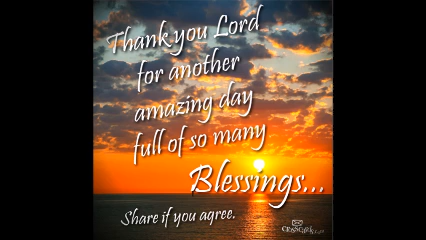 Thank you Lord
for another
amazing day
full of so many
Blessings...
Share if you agree.